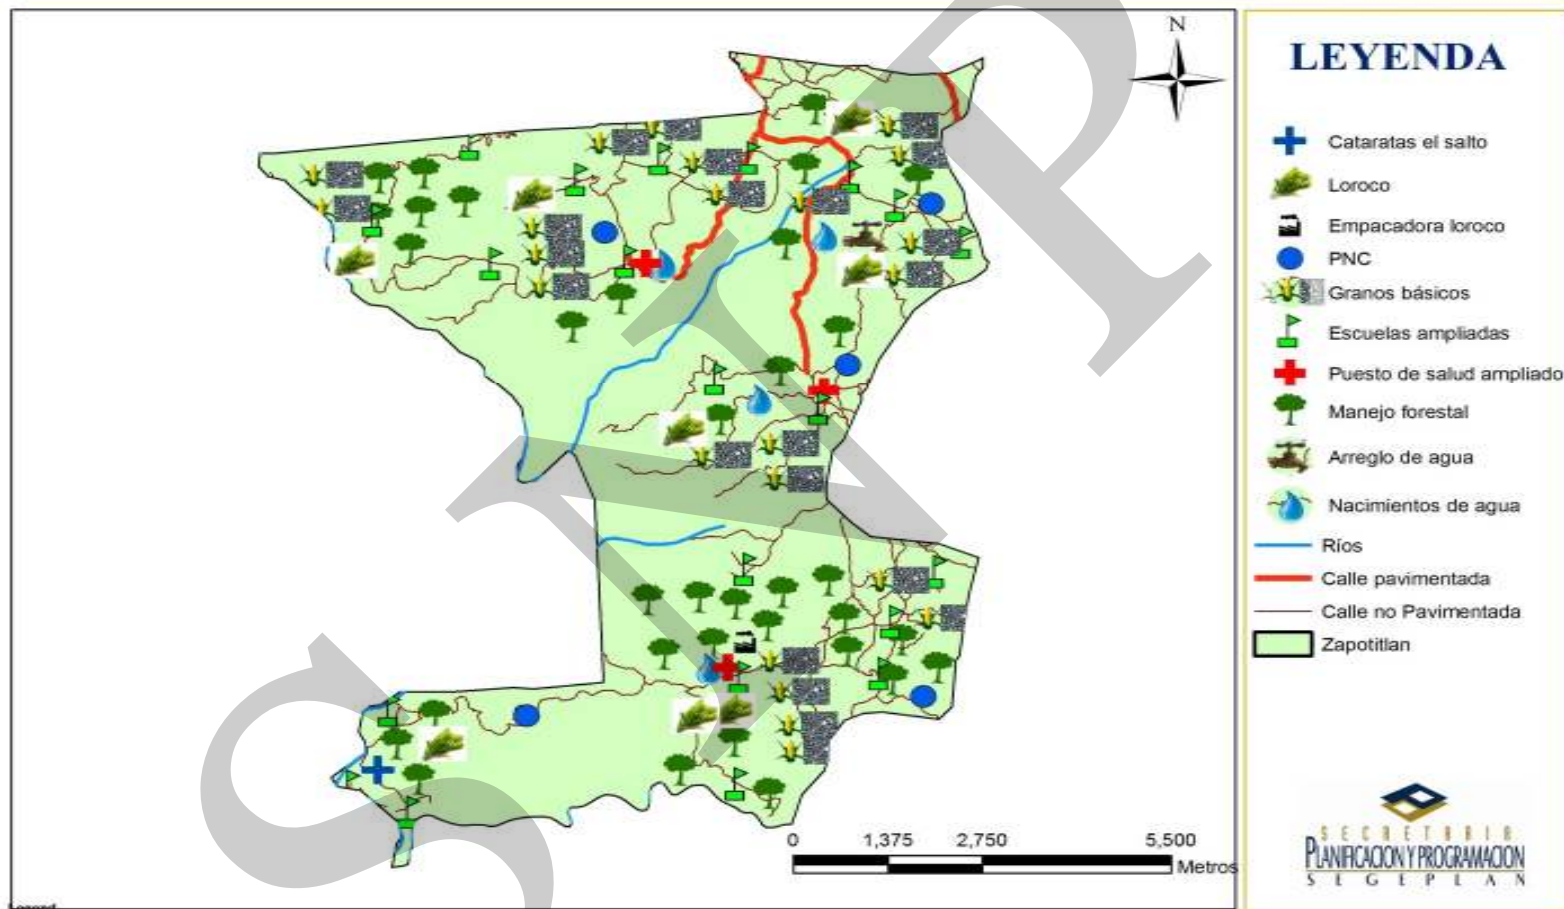 N
LEYENDA
Cataratas el salto
Loroco
Empacadora loroco
PNC
Granos básicos
Escuelas ampliadas
Puesto de salud ampliado
Manejo forestal
Arreglo de agua
Nacimientos de agua
Ríos
Calle pavimentada
Calle no Pavimentada
Zapotitlan
0 1,375 2,750 5,500
Metros
PLANIFICACION Y PROGRAMACION
SEGEPLAN
SNIP